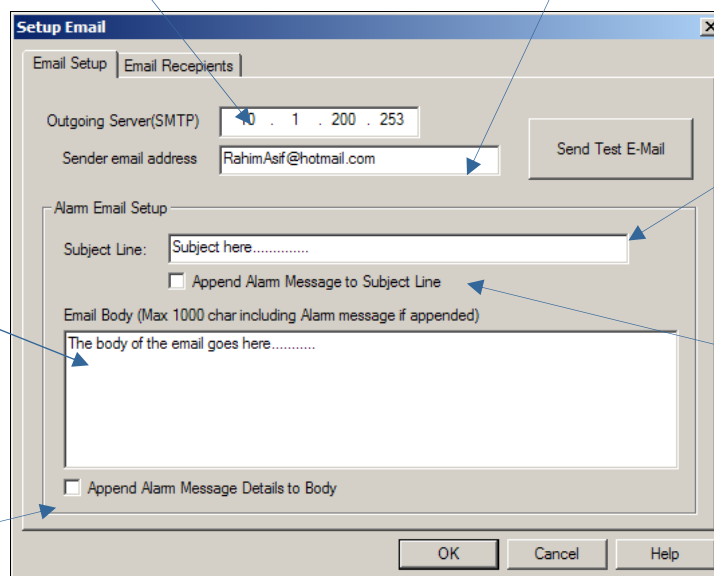 Setup Email
Email Setup Email Recepients
Outgoing Server(SMTP) 10 . 1 . 200 . 253
Sender email address RahimAsif@hotmail.com
Send Test E-Mail
Alarm Email Setup
Subject Line: Subject here..............
Append Alarm Message to Subject Line
Email Body (Max 1000 char including Alarm message if appended)
The body of the email goes here...........
Append Alarm Message Details to Body
OK Cancel Help